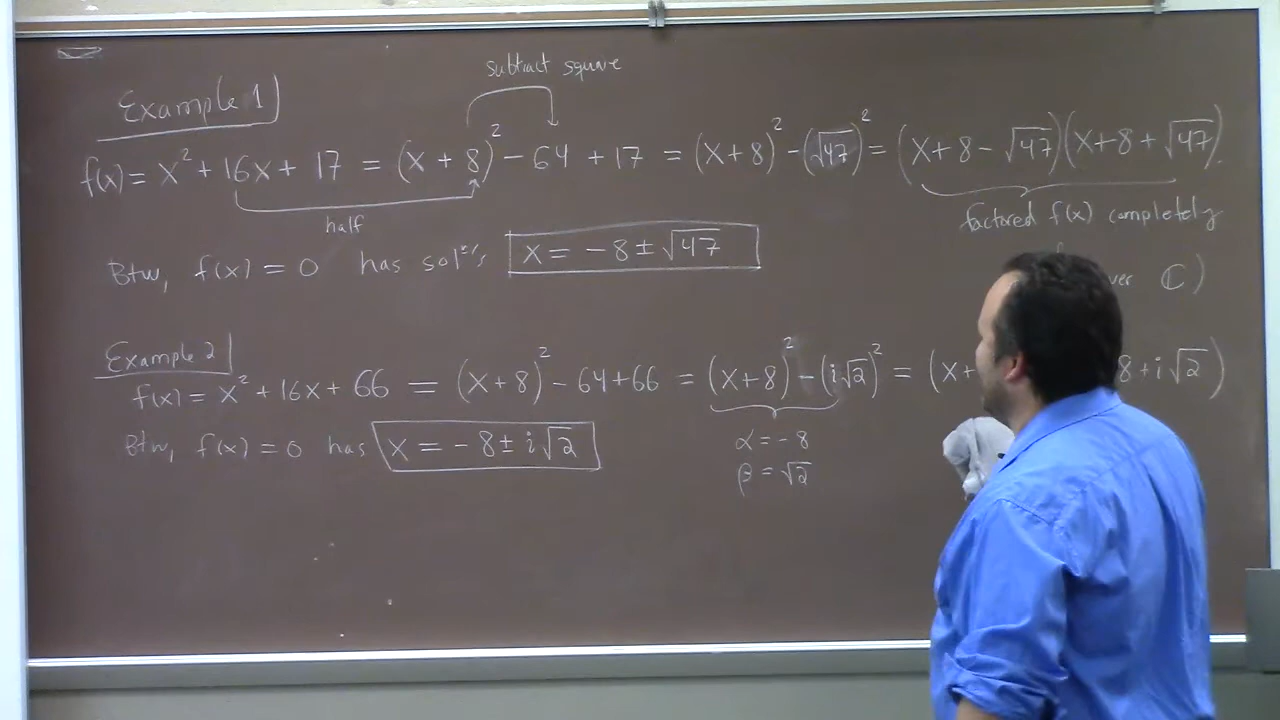 subtract square
Example 1
f(x) = x² + 16x + 17 = (x + 8)² - 64 + 17 = (x+8)² - (√47)² = (x+8-√47)(x+8+√47).
half
factored f(x) completely
Btw, f(x) = 0 has sol²'s x = -8 ± √47
ver ℂ)
Example 2
f(x) = x² + 16x + 66 = (x+8)² - 64+66 = (x+8)² - (i√2)² = (x+ 8+i√2)
Btw, f(x) = 0 has x = -8 ± i√2
α = -8
β = √2